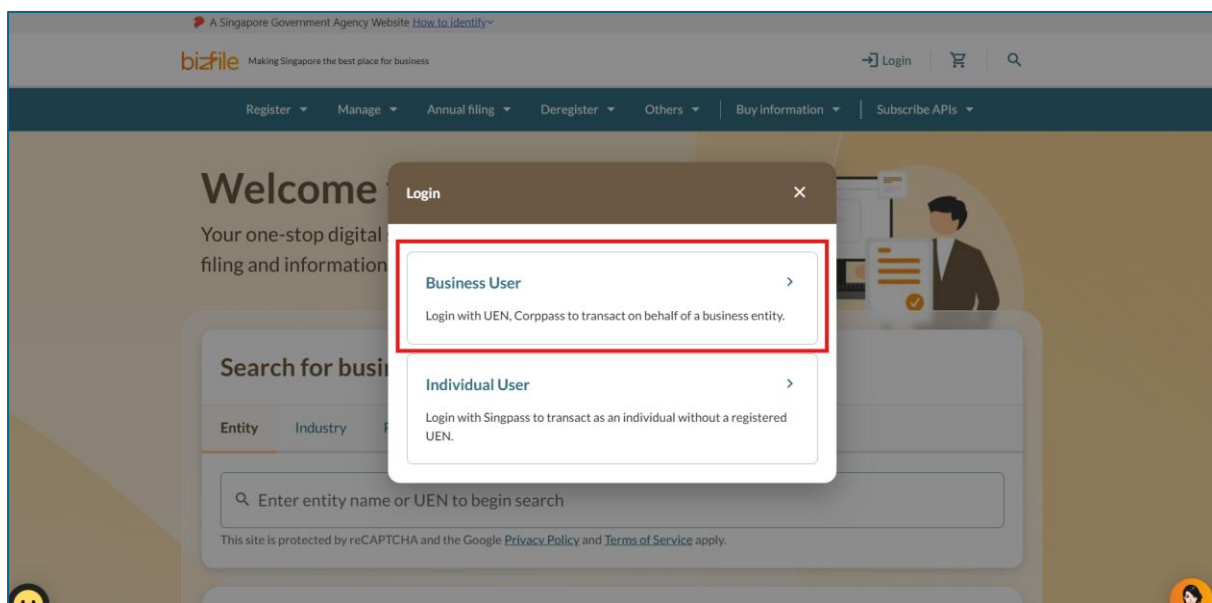 A Singapore Government Agency Website How to identify
bizfile Making Singapore the best place for business
Login
Register Manage Annual filing Deregister Others Buy information Subscribe APIs
Welcome
Login
Your one-stop digital
filing and information
Business User
Login with UEN, Corppass to transact on behalf of a business entity.
Search for busi
Individual User
Login with Singpass to transact as an individual without a registered
UEN.
Entity Industry
Enter entity name or UEN to begin search
This site is protected by reCAPTCHA and the Google Privacy Policy and Terms of Service apply.